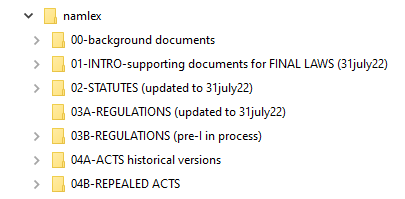 namlex
00-background documents
01-INTRO-supporting documents for FINAL LAWS (31july22)
02-STATUTES (updated to 31july22)
03A-REGULATIONS (updated to 31july22)
03B-REGULATIONS (pre-I in process)
04A-ACTS historical versions
04B-REPEALED ACTS